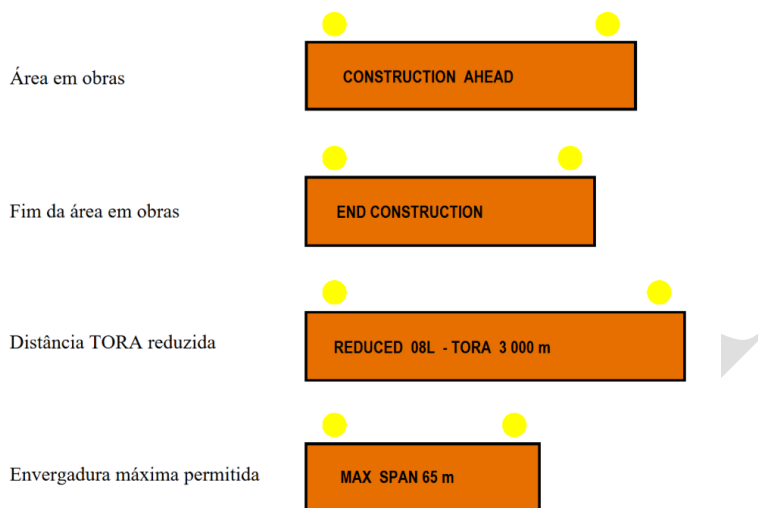 Área em obras
CONSTRUCTION AHEAD
Fim da área em obras
END CONSTRUCTION
Distância TORA reduzida
REDUCED 08L - TORA 3 000 m
Envergadura máxima permitida
MAX SPAN 65 m